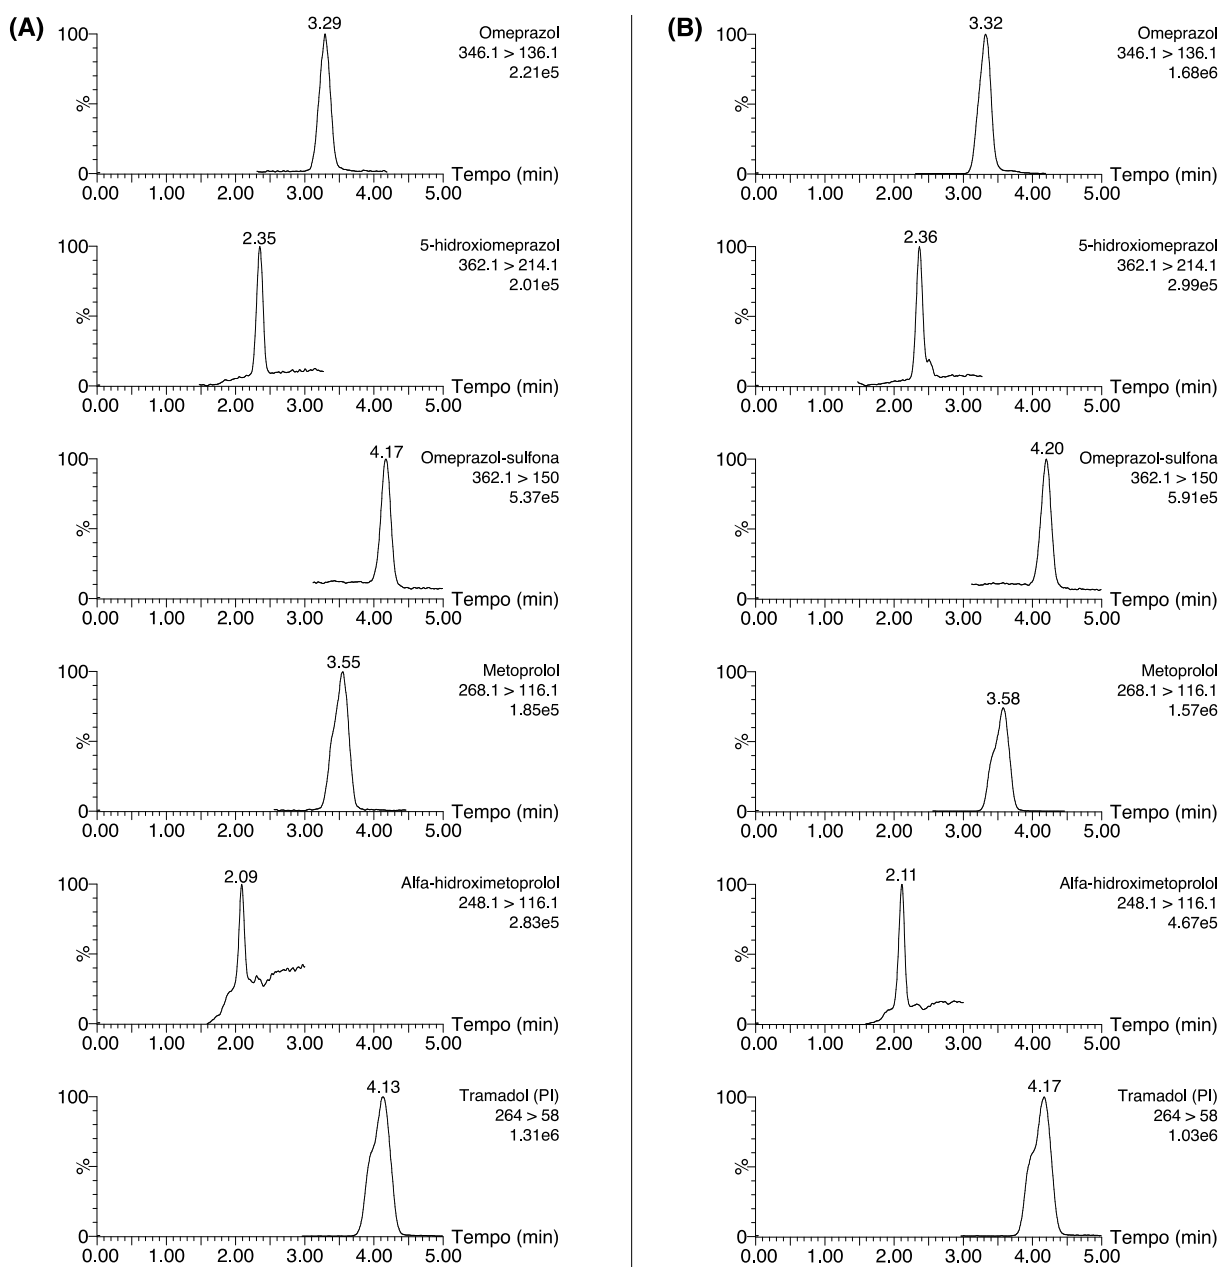 (A)
3.29
Omeprazol
346.1 > 136.1
2.21e5
100
%
0
Tempo (min)
0.00 1.00 2.00 3.00 4.00 5.00
2.35
5-hidroxiomeprazol
362.1 > 214.1
2.01e5
100
%
0
Tempo (min)
0.00 1.00 2.00 3.00 4.00 5.00
4.17
Omeprazol-sulfona
362.1 > 150
5.37e5
100
%
0
Tempo (min)
0.00 1.00 2.00 3.00 4.00 5.00
3.55
Metoprolol
268.1 > 116.1
1.85e5
100
%
0
Tempo (min)
0.00 1.00 2.00 3.00 4.00 5.00
2.09
Alfa-hidroximetoprolol
248.1 > 116.1
2.83e5
100
%
0
Tempo (min)
0.00 1.00 2.00 3.00 4.00 5.00
4.13
Tramadol (PI)
264 > 58
1.31e6
100
%
0
Tempo (min)
0.00 1.00 2.00 3.00 4.00 5.00
(B)
3.32
Omeprazol
346.1 > 136.1
1.68e6
100
%
0
Tempo (min)
0.00 1.00 2.00 3.00 4.00 5.00
2.36
5-hidroxiomeprazol
362.1 > 214.1
2.99e5
100
%
0
Tempo (min)
0.00 1.00 2.00 3.00 4.00 5.00
4.20
Omeprazol-sulfona
362.1 > 150
5.91e5
100
%
0
Tempo (min)
0.00 1.00 2.00 3.00 4.00 5.00
3.58
Metoprolol
268.1 > 116.1
1.57e6
100
%
0
Tempo (min)
0.00 1.00 2.00 3.00 4.00 5.00
2.11
Alfa-hidroximetoprolol
248.1 > 116.1
4.67e5
100
%
0
Tempo (min)
0.00 1.00 2.00 3.00 4.00 5.00
4.17
Tramadol (PI)
264 > 58
1.03e6
100
%
0
Tempo (min)
0.00 1.00 2.00 3.00 4.00 5.00